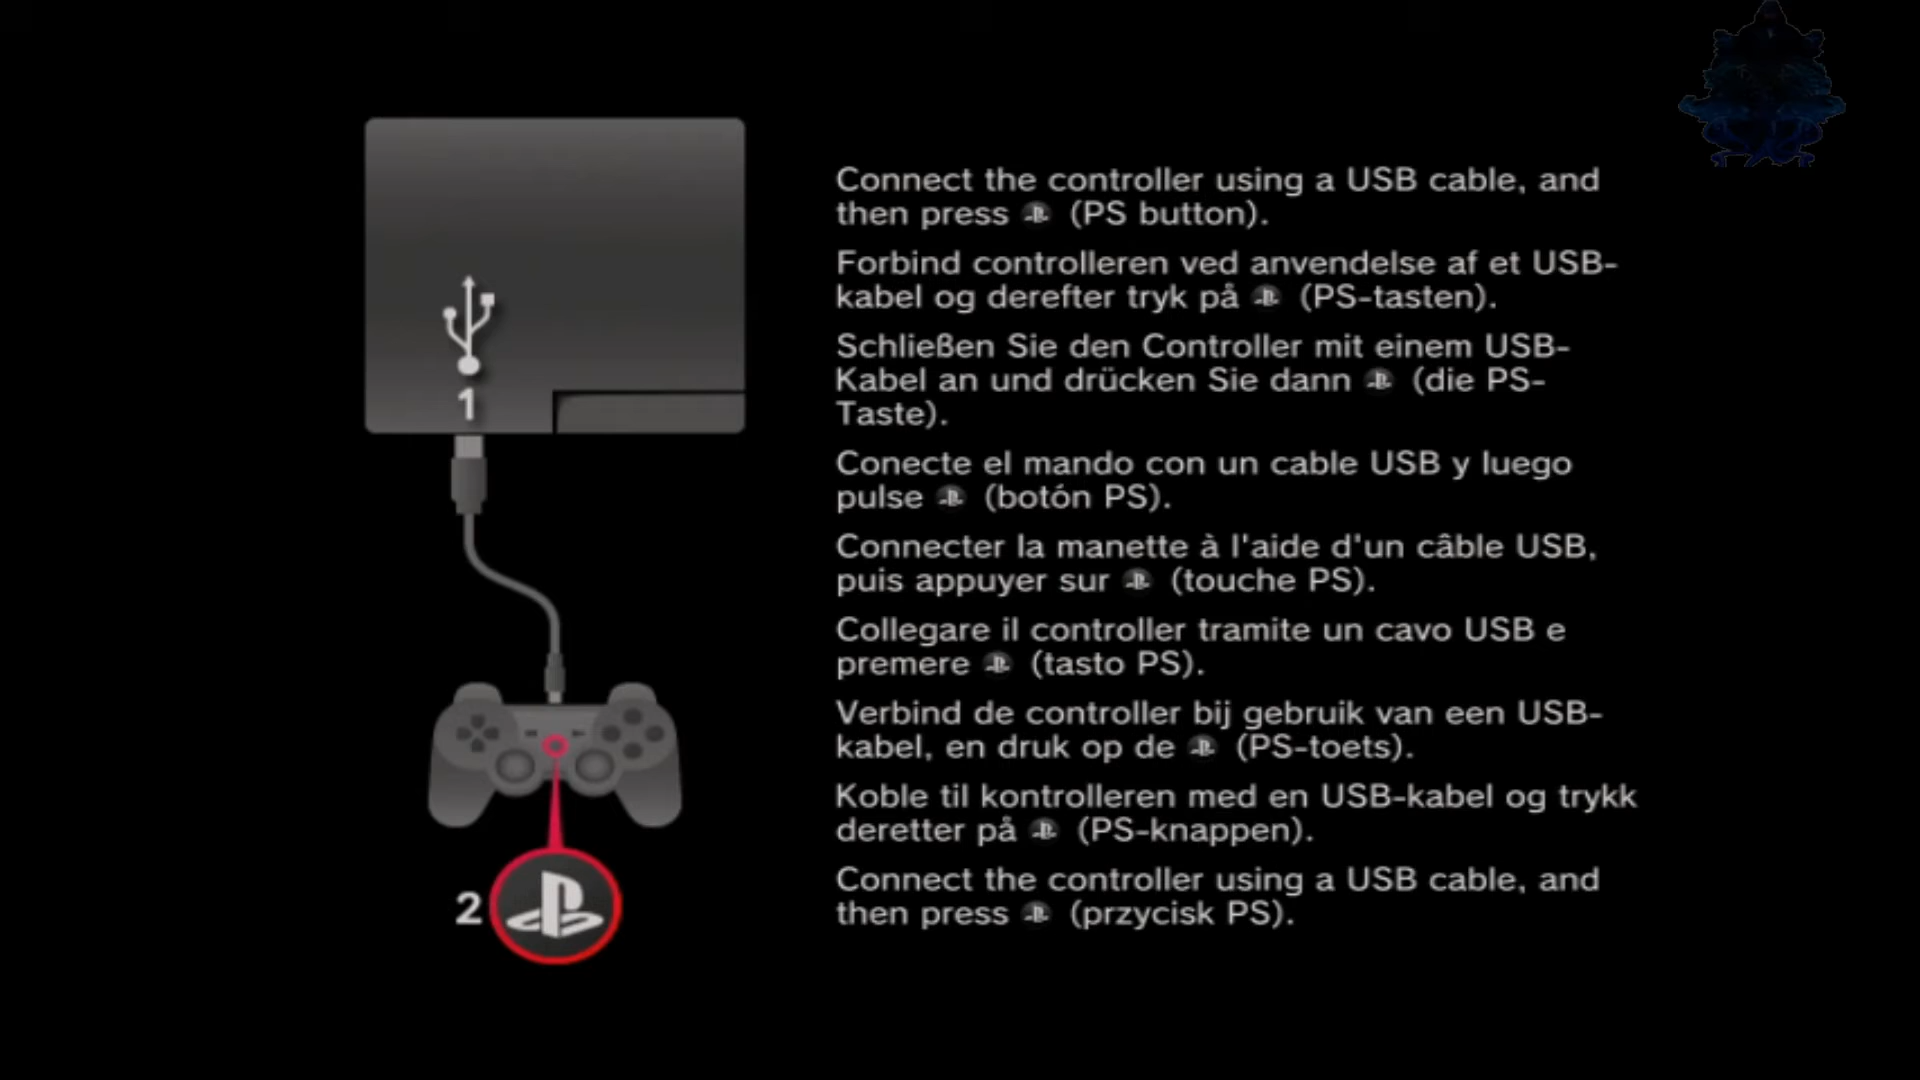 Connect the controller using a USB cable, and
then press (PS button).
Forbind controlleren ved anvendelse af et USB-
kabel og derefter tryk på (PS-tasten).
Schließen Sie den Controller mit einem USB-
Kabel an und drücken Sie dann (die PS-
Taste).
Conecte el mando con un cable USB y luego
pulse (botón PS).
Connecter la manette à l'aide d'un câble USB,
puis appuyer sur (touche PS).
Collegare il controller tramite un cavo USB e
premere (tasto PS).
Verbind de controller bij gebruik van een USB-
kabel, en druk op de (PS-toets).
Koble til kontrolleren med en USB-kabel og trykk
deretter på (PS-knappen).
Connect the controller using a USB cable, and
then press (przycisk PS).
1
2